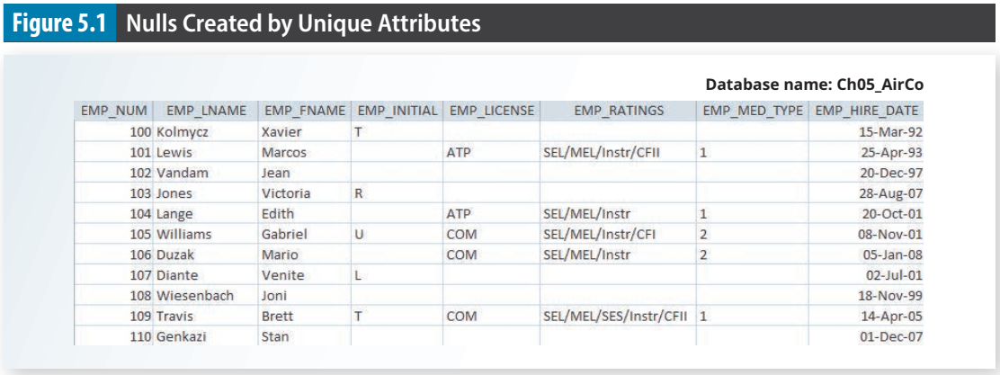 Figure 5.1 Nulls Created by Unique Attributes
Database name: Ch05_AirCo
EMP_NUM EMP_LNAME EMP_FNAME EMP_INITIAL EMP_LICENSE EMP_RATINGS EMP_MED_TYPE EMP_HIRE_DATE
100 Kolmycz Xavier T 15-Mar-92
101 Lewis Marcos ATP SEL/MEL/Instr/CFII 1 25-Apr-93
102 Vandam Jean 20-Dec-97
103 Jones Victoria R 28-Aug-07
104 Lange Edith ATP SEL/MEL/Instr 1 20-Oct-01
105 Williams Gabriel U COM SEL/MEL/Instr/CFI 2 08-Nov-01
106 Duzak Mario COM SEL/MEL/Instr 2 05-Jan-08
107 Diante Venite L 02-Jul-01
108 Wiesenbach Joni 18-Nov-99
109 Travis Brett T COM SEL/MEL/SES/Instr/CFII 1 14-Apr-05
110 Genkazi Stan 01-Dec-07